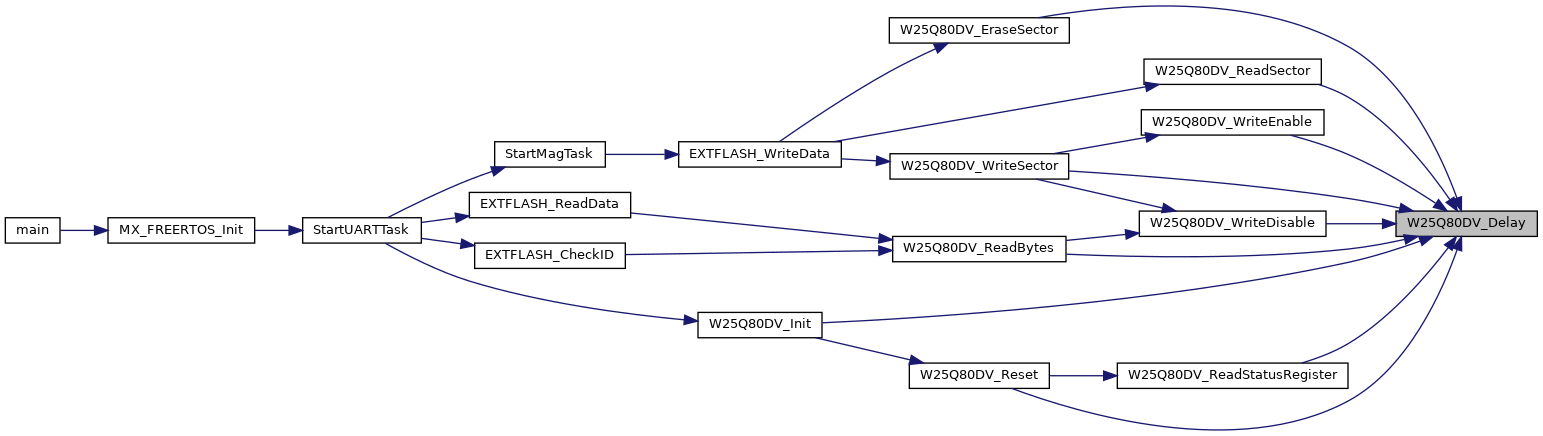 main
MX_FREERTOS_Init
StartUARTTask
StartMagTask
EXTFLASH_ReadData
EXTFLASH_CheckID
EXTFLASH_WriteData
W25Q80DV_Init
W25Q80DV_EraseSector
W25Q80DV_WriteSector
W25Q80DV_ReadBytes
W25Q80DV_Reset
W25Q80DV_ReadSector
W25Q80DV_WriteEnable
W25Q80DV_WriteDisable
W25Q80DV_ReadStatusRegister
W25Q80DV_Delay